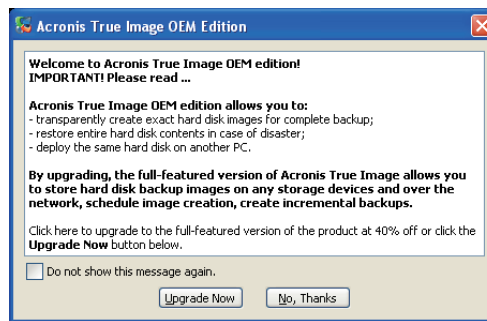 Acronis True Image OEM Edition
Welcome to Acronis True Image OEM edition!
IMPORTANT! Please read ...
Acronis True Image OEM edition allows you to:
- transparently create exact hard disk images for complete backup;
- restore entire hard disk contents in case of disaster;
- deploy the same hard disk on another PC.
By upgrading, the full-featured version of Acronis True Image allows you
to store hard disk backup images on any storage devices and over the
network, schedule image creation, create incremental backups.
Click here to upgrade to the full-featured version of the product at 40% off or click the
Upgrade Now button below.
Do not show this message again.
Upgrade Now No, Thanks